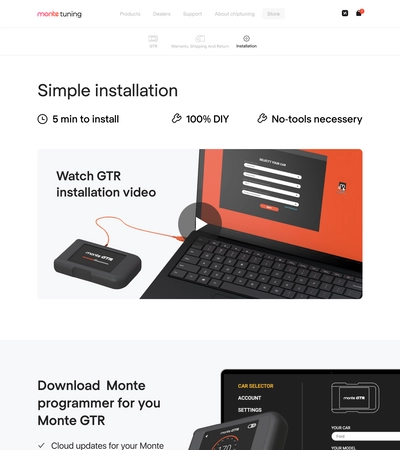 monte tuning
Products
Dealers
Support
About chiptuning
Store
GTR
Warranty, Shipping And Return
Installation
Simple installation
5 min to install
100% DIY
No-tools necessery
Watch GTR
installation video
SELECT YOUR CAR
monte GTR
Download Monte
programmer for you
Monte GTR
Cloud updates for your Monte
CAR SELECTOR
ACCOUNT
SETTINGS
monte GTR
YOUR CAR
Ford
YOUR MODEL